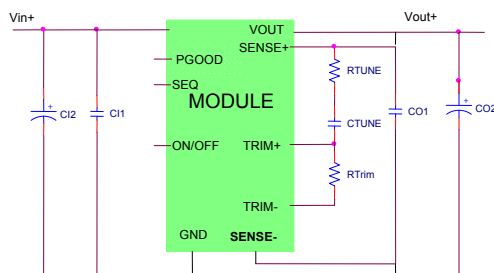 Vin+
Vout+
VOUT
SENSE+
PGOOD
RTUNE
SEQ
MODULE
+
CI2
CI1
CTUNE
CO1
+
CO2
ON/OFF
TRIM+
RTrim
TRIM-
GND
SENSE-